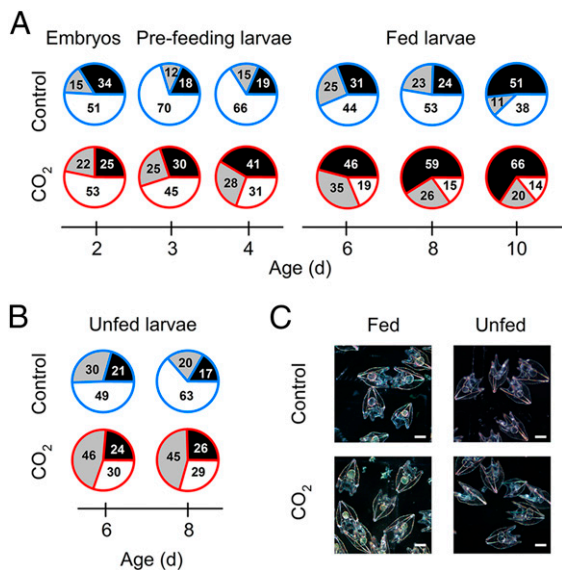 A
Embryos Pre-feeding larvae Fed larvae
Control
15 34 51
12 18 70
15 19 66
25 31 44
23 24 53
51 11 38
CO2
22 25 53
25 30 45
41 28 31
46 35 19
59 26 15
66 20 14
2 3 4 6 8 10
Age (d) Age (d)
B
Unfed larvae
Control
30 21 49
20 17 63
CO2
46 24 30
45 26 29
6 8
Age (d)
C
Fed Unfed
Control
CO2